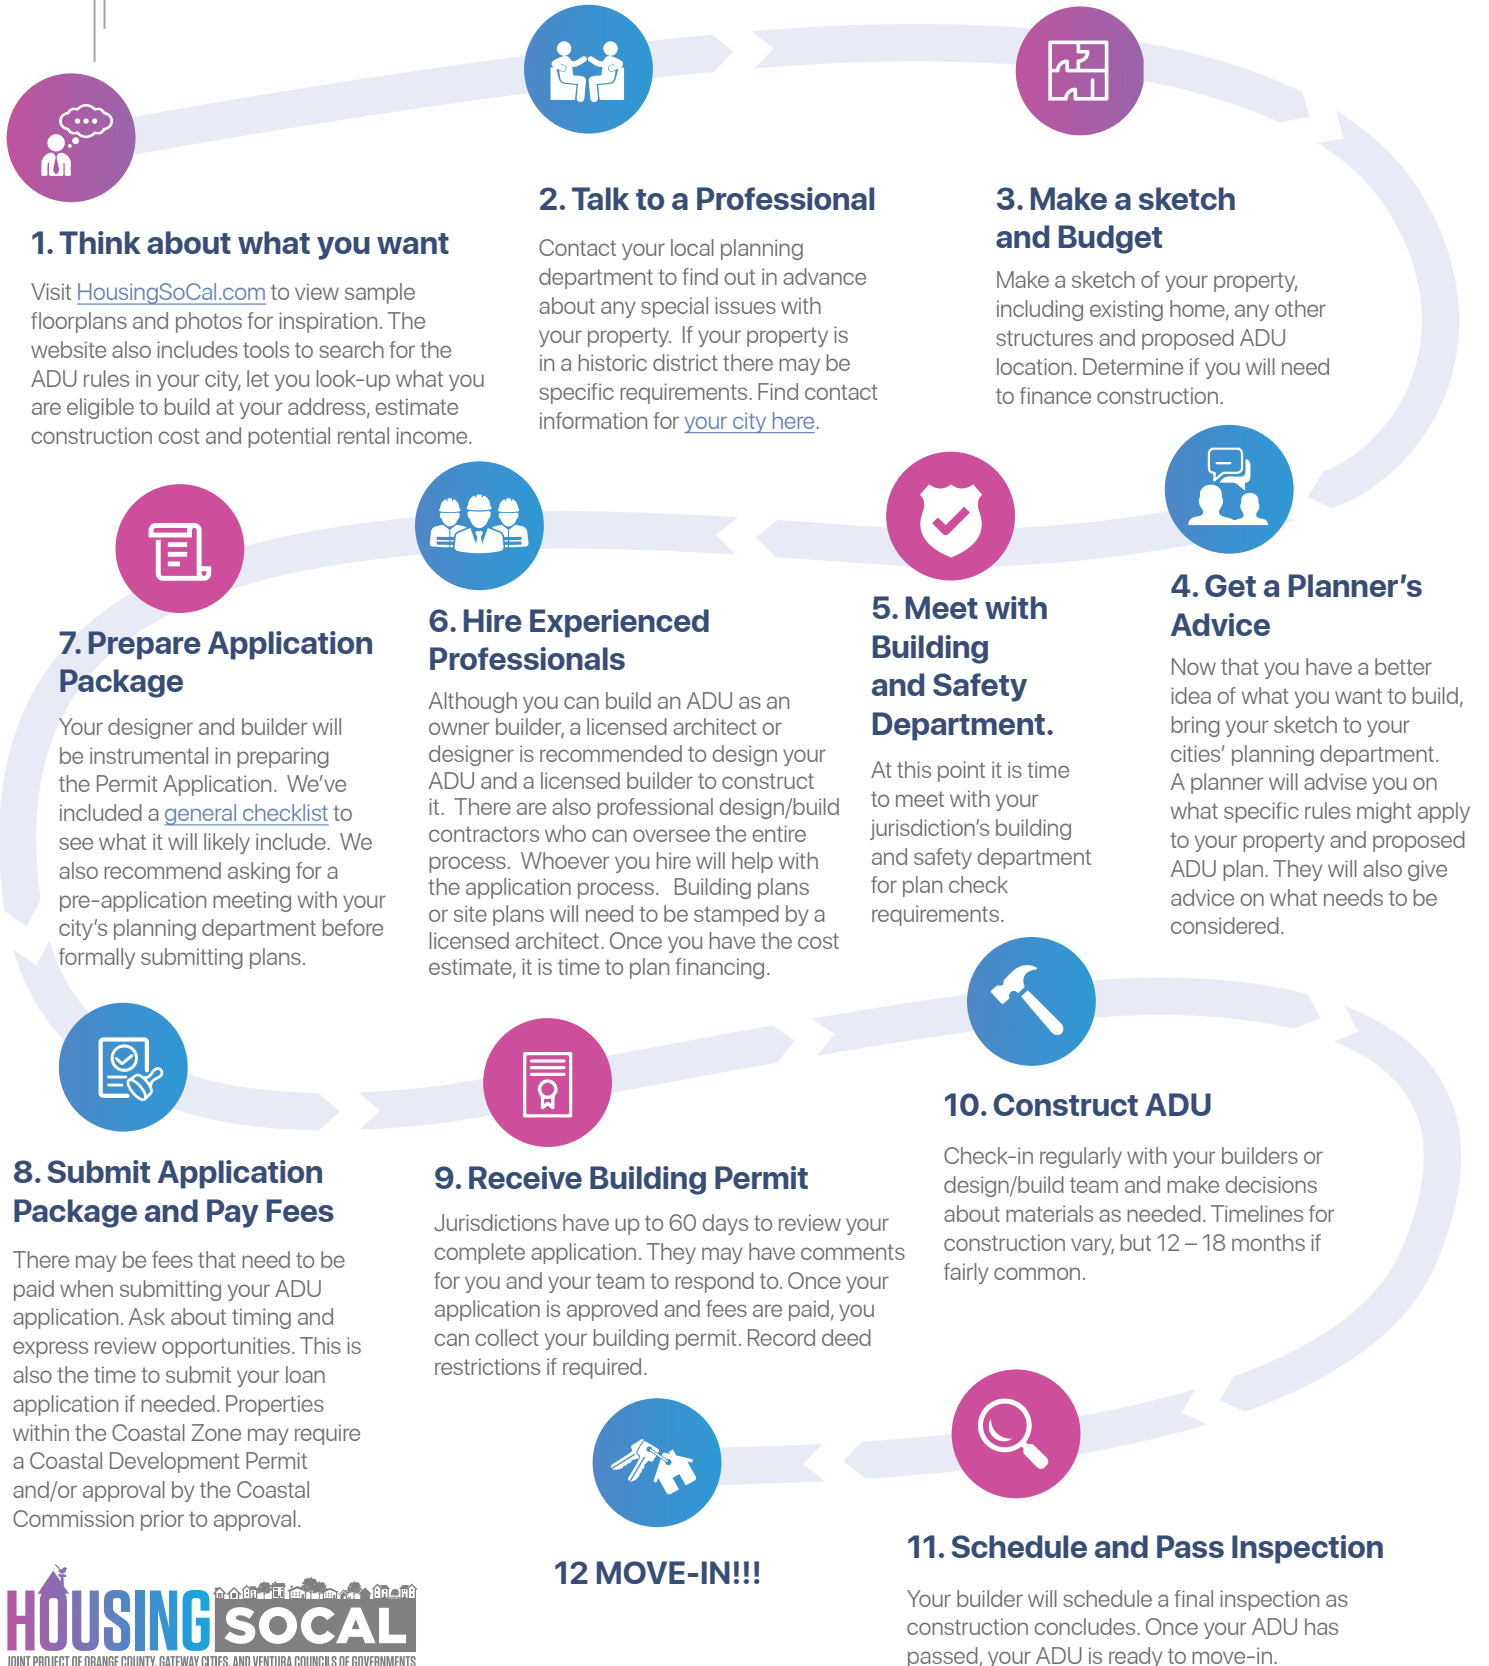 1. Think about what you want
Visit HousingSoCal.com to view sample
floorplans and photos for inspiration. The
website also includes tools to search for the
ADU rules in your city, let you look-up what you
are eligible to build at your address, estimate
construction cost and potential rental income.
2. Talk to a Professional
Contact your local planning
department to find out in advance
about any special issues with
your property.  If your property is
in a historic district there may be
specific requirements. Find contact
information for your city here.
3. Make a sketch
and Budget
Make a sketch of your property,
including existing home, any other
structures and proposed ADU
location. Determine if you will need
to finance construction.
4. Get a Planner’s
Advice
Now that you have a better
idea of what you want to build,
bring your sketch to your
cities’ planning department.
A planner will advise you on
what specific rules might apply
to your property and proposed
ADU plan. They will also give
advice on what needs to be
considered.
5. Meet with
Building
and Safety
Department.
At this point it is time
to meet with your
jurisdiction’s building
and safety department
for plan check
requirements.
6. Hire Experienced
Professionals
Although you can build an ADU as an
owner builder, a licensed architect or
designer is recommended to design your
ADU and a licensed builder to construct
it.  There are also professional design/build
contractors who can oversee the entire
process.  Whoever you hire will help with
the application process.   Building plans
or site plans will need to be stamped by a
licensed architect. Once you have the cost
estimate, it is time to plan financing.
7. Prepare Application
Package
Your designer and builder will
be instrumental in preparing
the Permit Application.  We’ve
included a general checklist to
see what it will likely include.  We
also recommend asking for a
pre-application meeting with your
city’s planning department before
formally submitting plans.
8. Submit Application
Package and Pay Fees
There may be fees that need to be
paid when submitting your ADU
application. Ask about timing and
express review opportunities. This is
also the time to submit your loan
application if needed. Properties
within the Coastal Zone may require
a Coastal Development Permit
and/or approval by the Coastal
Commission prior to approval.
9. Receive Building Permit
Jurisdictions have up to 60 days to review your
complete application. They may have comments
for you and your team to respond to. Once your
application is approved and fees are paid, you
can collect your building permit. Record deed
restrictions if required.
10. Construct ADU
Check-in regularly with your builders or
design/build team and make decisions
about materials as needed. Timelines for
construction vary, but 12 – 18 months if
fairly common.
11. Schedule and Pass Inspection
Your builder will schedule a final inspection as
construction concludes. Once your ADU has
passed, your ADU is ready to move-in.
12 MOVE-IN!!!
HOUSING SOCAL
JOINT PROJECT OF ORANGE COUNTY, GATEWAY CITIES, AND VENTURA COUNCILS OF GOVERNMENTS